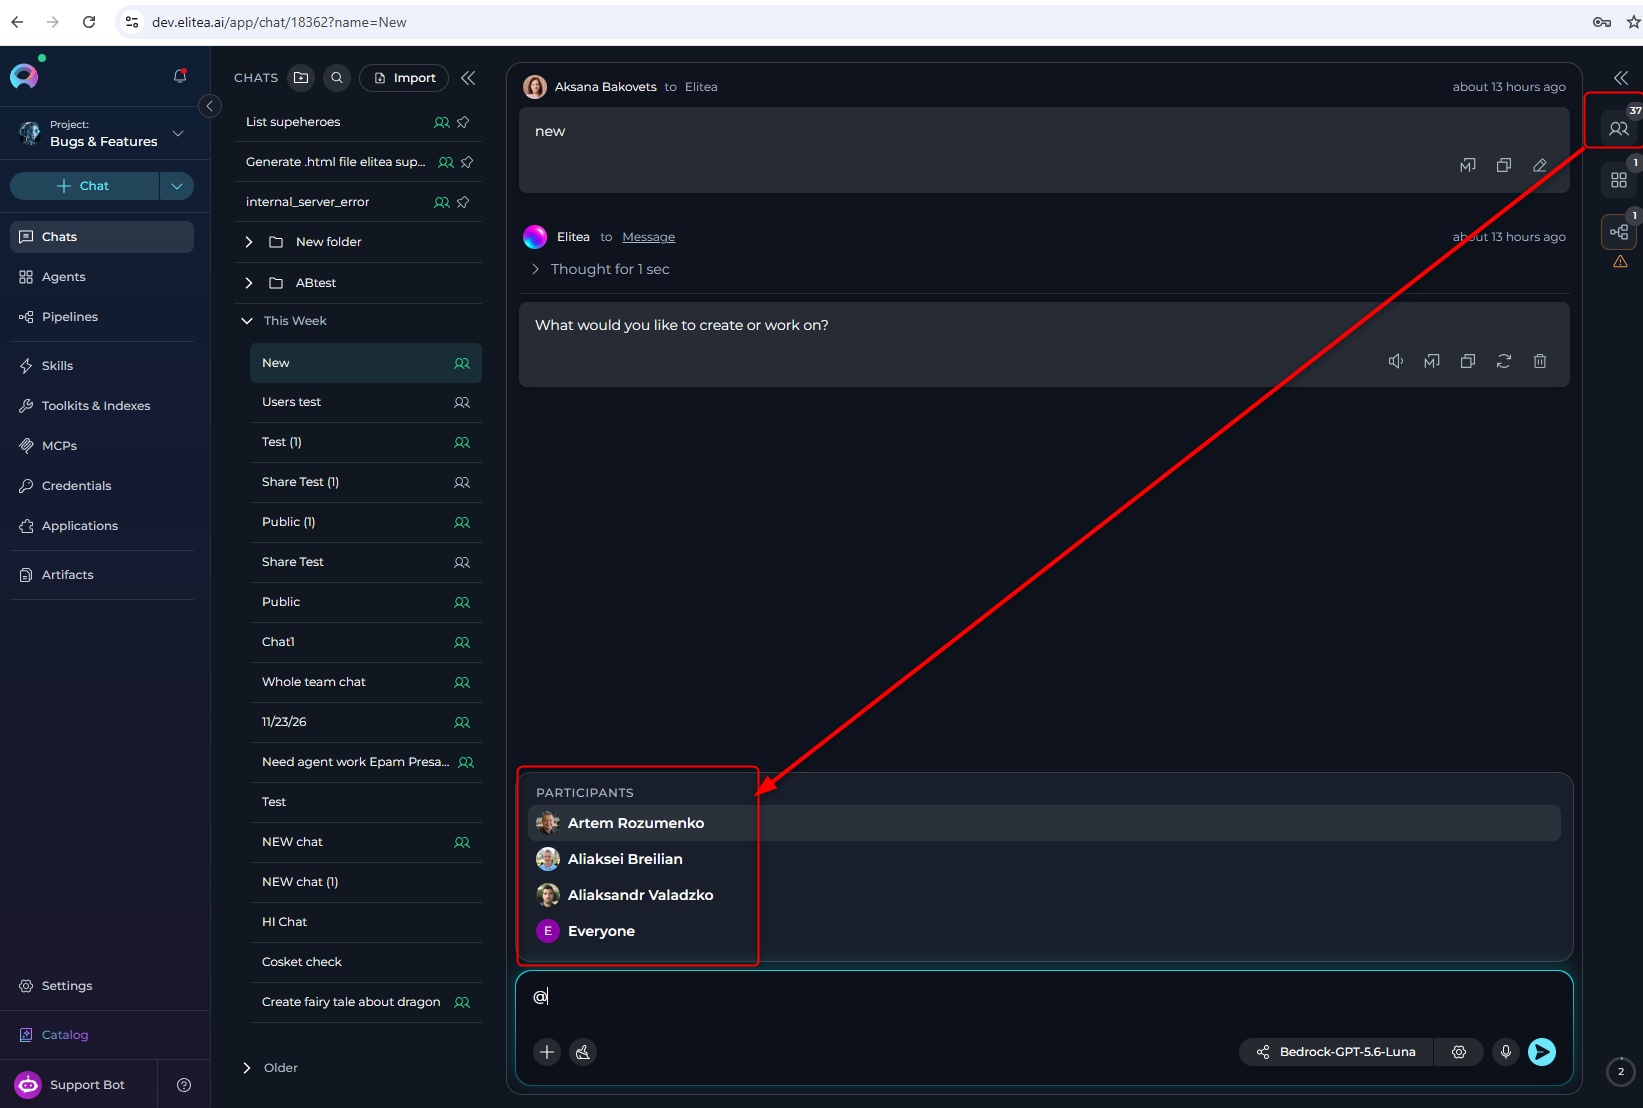 dev.elitea.ai/app/chat/18362?name=New
Project:
Bugs & Features
Chat
Chats
Agents
Pipelines
Skills
Toolkits & Indexes
MCPs
Credentials
Applications
Artifacts
Settings
Catalog
Support Bot
CHATS
Import
List supeheroes
Generate .html file elitea sup...
internal_server_error
New folder
ABtest
This Week
New
Users test
Test (1)
Share Test (1)
Public (1)
Share Test
Public
Chat1
Whole team chat
11/23/26
Need agent work Epam Presa...
Test
NEW chat
NEW chat (1)
HI Chat
Cosket check
Create fairy tale about dragon
Older
Aksana Bakovets to Elitea about 13 hours ago
new
Elitea to Message about 13 hours ago
Thought for 1 sec
What would you like to create or work on?
PARTICIPANTS
Artem Rozumenko
Aliaksei Breilian
Aliaksandr Valadzko
E Everyone
@
Bedrock-GPT-5.6-Luna
37
1
1
2